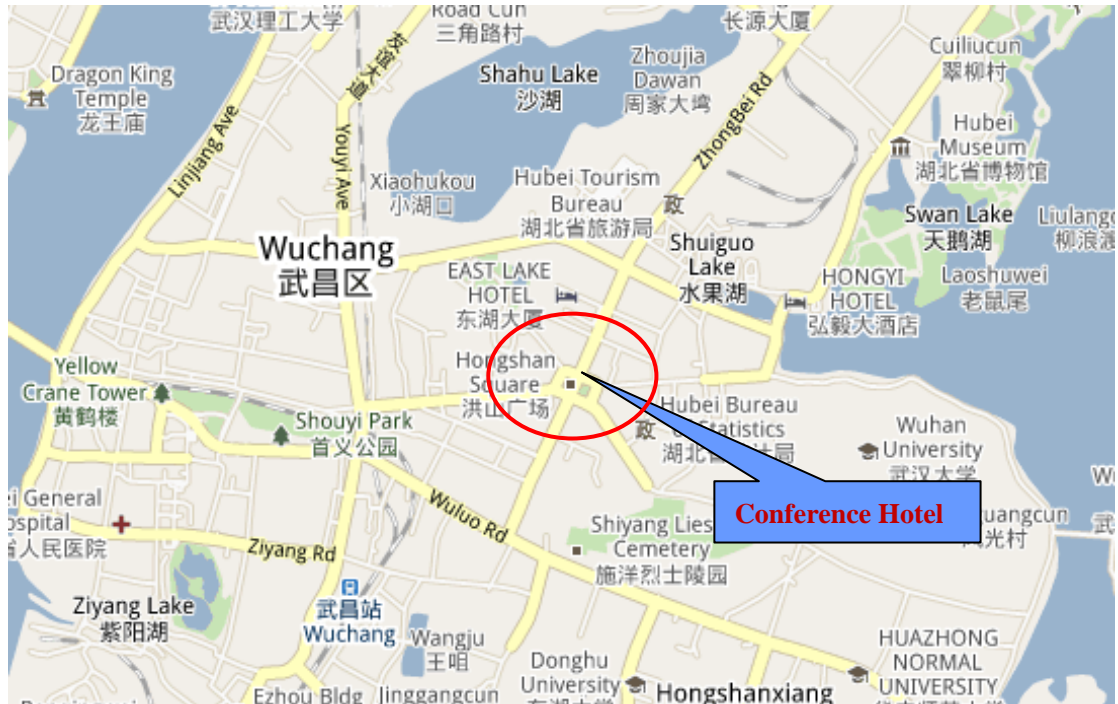 武汉理工大学
Road Cun
三角路村
长源大厦
Cuiliucun
翠柳村
Dragon King
Temple
龙王庙
友谊大道
Shahu Lake
沙湖
Zhoujia
Dawan
周家大塆
ZhongBei Rd
Hubei
Museum
湖北省博物馆
Linjiang Ave
Youyi Ave
Xiaohukou
小湖口
Hubei Tourism
Bureau
湖北省旅游局
政
Swan Lake
天鹅湖
Wuchang
武昌区
Shuiguo
Lake
水果湖
EAST LAKE
HOTEL
东湖大厦
HONGYI
HOTEL
弘毅大酒店
Laoshuwei
老鼠尾
Yellow
Crane Tower
黄鹤楼
Hongshan
Square
洪山广场
Shouyi Park
首义公园
Hubei Bureau
Statistics
政
Wuhan
University
武汉大学
Conference Hotel
General
人民医院
Wuluo Rd
Ziyang Rd
Shiyang Lies
Cemetery
施洋烈士陵园
Ziyang Lake
紫阳湖
武昌站
Wuchang
Wangju
王咀
Donghu
University
HUAZHONG
NORMAL
UNIVERSITY
Ezhou Bldg
Jinggangcun
Hongshanxiang